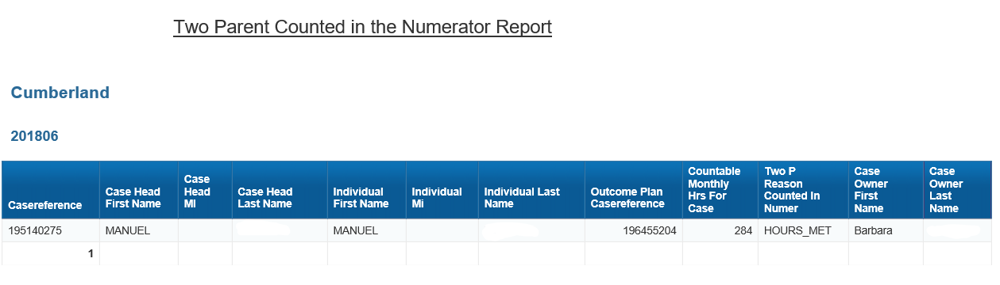 Two Parent Counted in the Numerator Report
Cumberland
201806
Casereference Case Head First Name Case Head MI Case Head Last Name Individual First Name Individual Mi Individual Last Name Outcome Plan Casereference Countable Monthly Hrs For Case Two P Reason Counted In Numer Case Owner First Name Case Owner Last Name
195140275 MANUEL MANUEL 196455204 284 HOURS_MET Barbara
1